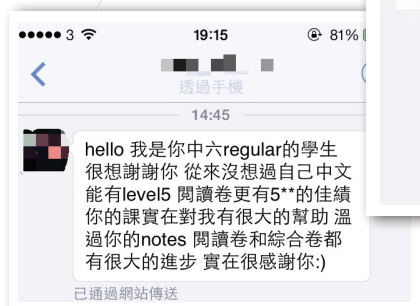 3 19:15 81%
透過手機
14:45
hello 我是你中六regular的學生
很想謝謝你 從來沒想過自己中文
能有level5 閱讀卷更有5**的佳績
你的課實在對我有很大的幫助 溫
過你的notes 閱讀卷和綜合卷都
有很大的進步 實在很感謝你:)
已通過網站傳送